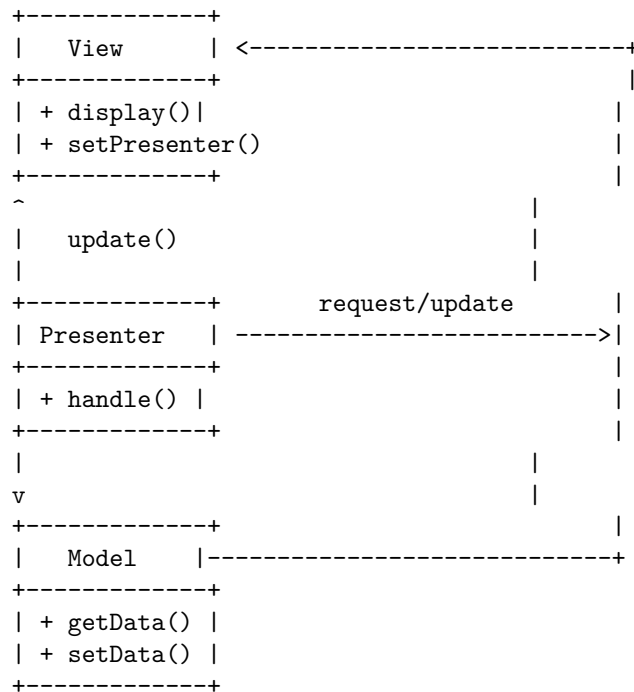 +-------------+
|   View      | <---------------------------+
+-------------+                             |
| + display()|                              |
| + setPresenter()                          |
+-------------+                             |
^                                     |
|   update()                          |
|                                     |
+-------------+       request/update       |
| Presenter   | -------------------------->|
+-------------+                            |
| + handle() |                             |
+-------------+                            |
|                                     |
v                                     |
+-------------+                            |
|   Model     |-----------------------------+
+-------------+
| + getData() |
| + setData() |
+-------------+